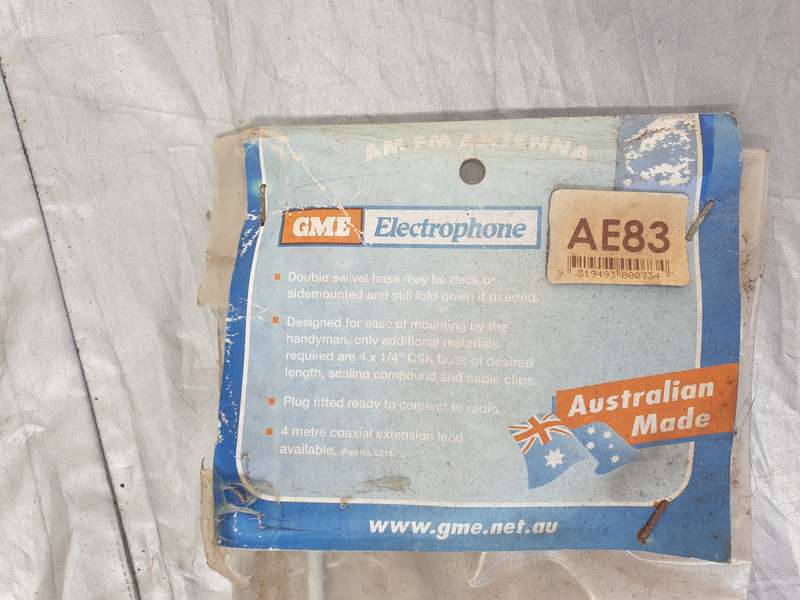 AM FM ANTENNA
GME Electrophone
AE83
9 319493 000734
Double swivel base may be deck or
sidemounted and still fold down if needed.
Designed for ease of mounting by the
handyman, only additional materials
required are 4 x 1/4" CSK bolts of desired
length, sealing compound and cable clips.
Plug fitted ready to connect to radio.
4 metre coaxial extension lead
available.
Australian
Made
www.gme.net.au